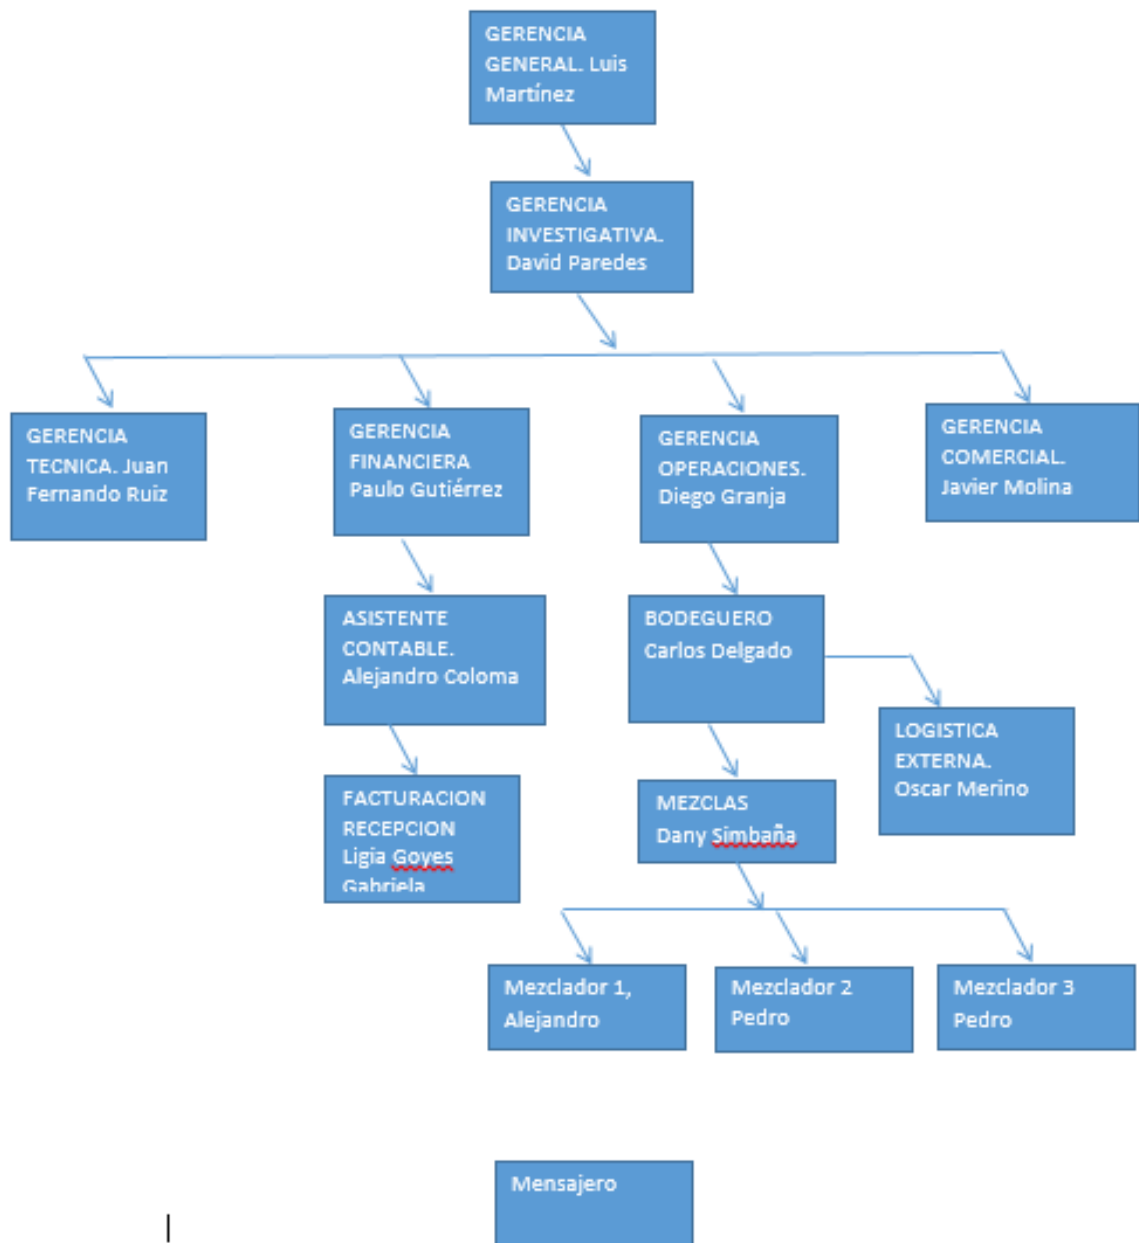 GERENCIA
GENERAL. Luis
Martínez
GERENCIA
INVESTIGATIVA.
David Paredes
GERENCIA
TECNICA. Juan
Fernando Ruiz
GERENCIA
FINANCIERA
Paulo Gutiérrez
GERENCIA
OPERACIONES.
Diego Granja
GERENCIA
COMERCIAL.
Javier Molina
ASISTENTE
CONTABLE.
Alejandro Coloma
BODEGUERO
Carlos Delgado
LOGISTICA
EXTERNA.
Oscar Merino
FACTURACION
RECEPCION
Ligia Goyes
Gabriela
MEZCLAS
Dany Simbaña
Mezclador 1,
Alejandro
Mezclador 2
Pedro
Mezclador 3
Pedro
Mensajero